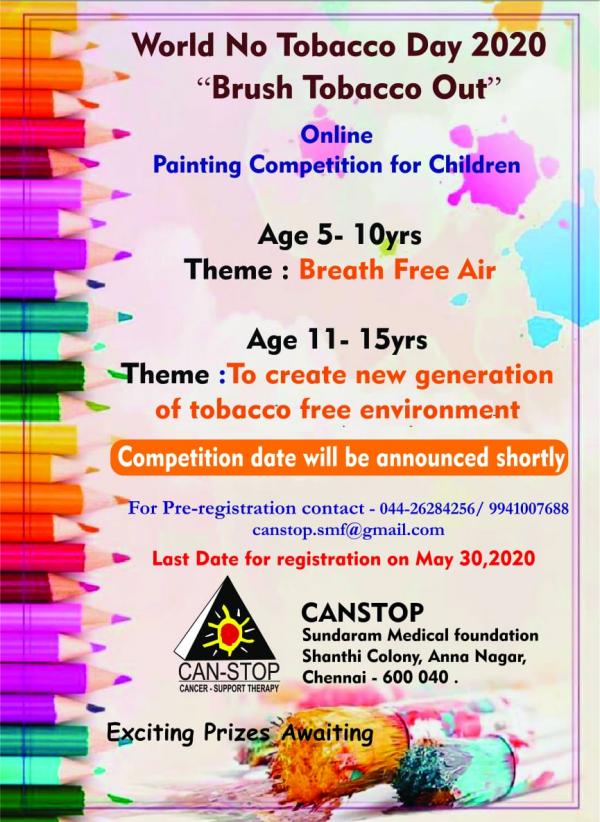 World No Tobacco Day 2020
“Brush Tobacco Out”
Online
Painting Competition for Children
Age 5- 10yrs
Theme : Breath Free Air
Age 11- 15yrs
Theme :To create new generation
of tobacco free environment
Competition date will be announced shortly
For Pre-registration contact - 044-26284256/ 9941007688
canstop.smf@gmail.com
Last Date for registration on May 30,2020
CAN-STOP
CANCER - SUPPORT THERAPY
CANSTOP
Sundaram Medical foundation
Shanthi Colony, Anna Nagar,
Chennai - 600 040 .
Exciting Prizes Awaiting